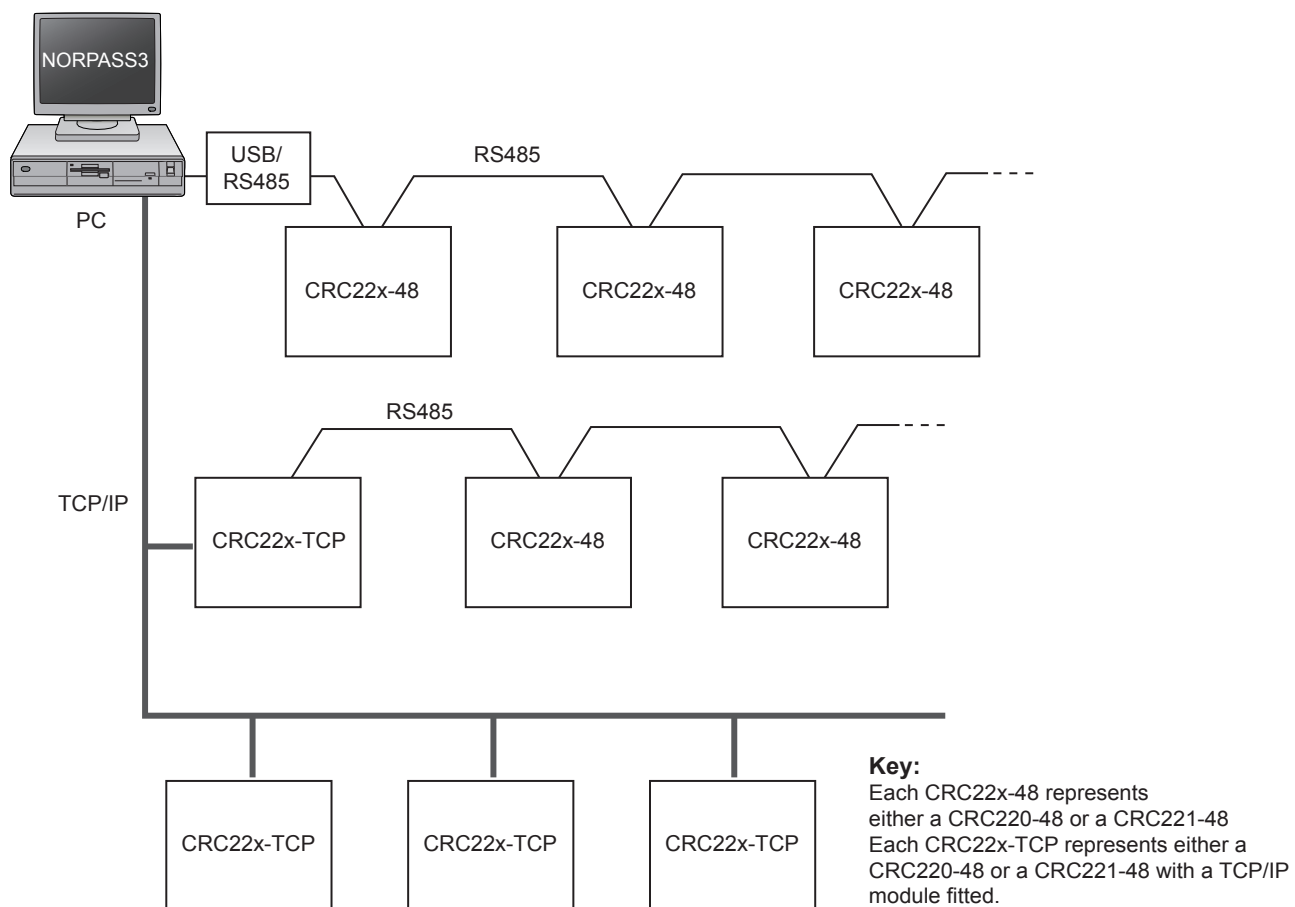 NORPASS3
USB/
RS485
RS485
PC
CRC22x-48
CRC22x-48
CRC22x-48
RS485
TCP/IP
CRC22x-TCP
CRC22x-48
CRC22x-48
CRC22x-TCP
CRC22x-TCP
CRC22x-TCP
Key:
Each CRC22x-48 represents
either a CRC220-48 or a CRC221-48
Each CRC22x-TCP represents either a
CRC220-48 or a CRC221-48 with a TCP/IP
module fitted.